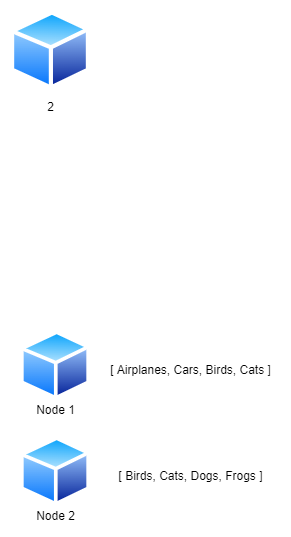 2
[ Airplanes, Cars, Birds, Cats ]
Node 1
[ Birds, Cats, Dogs, Frogs ]
Node 2